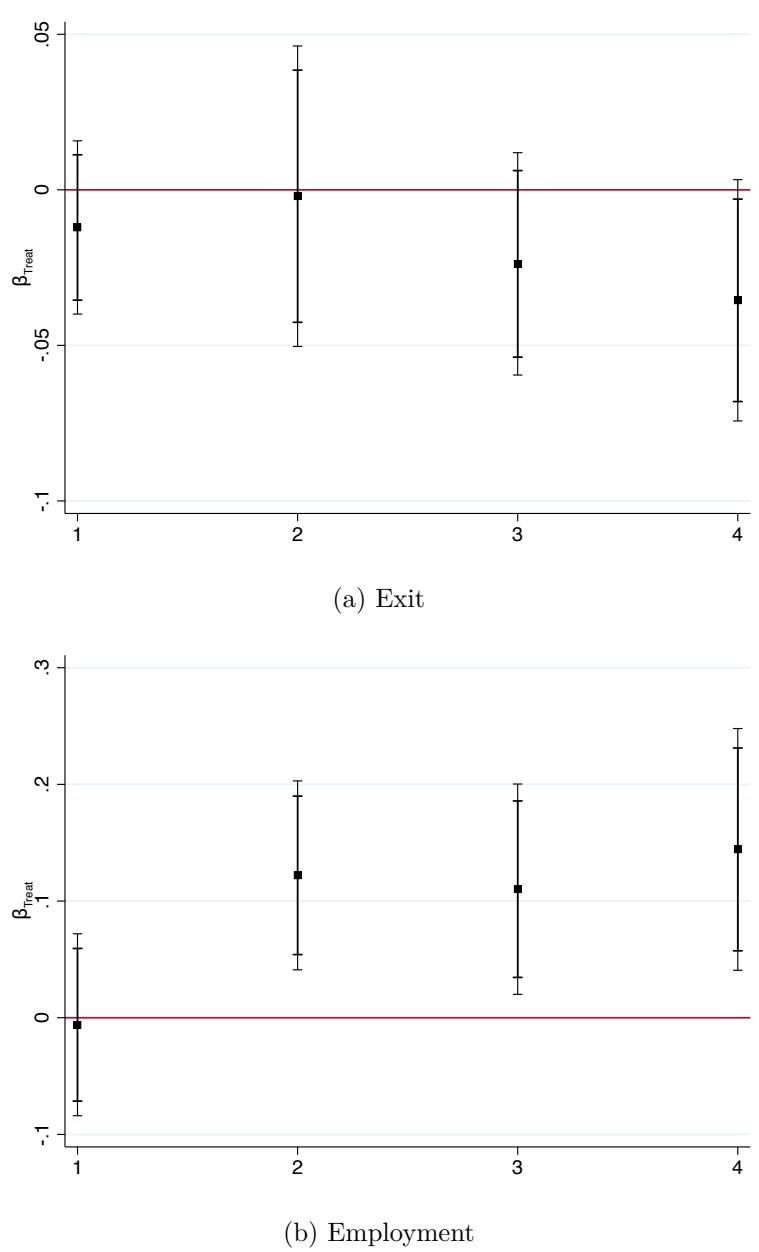 .05
0
-.05
-.1
β_Treat
1 2 3 4
(a) Exit
.3
.2
.1
0
-.1
β_Treat
1 2 3 4
(b) Employment